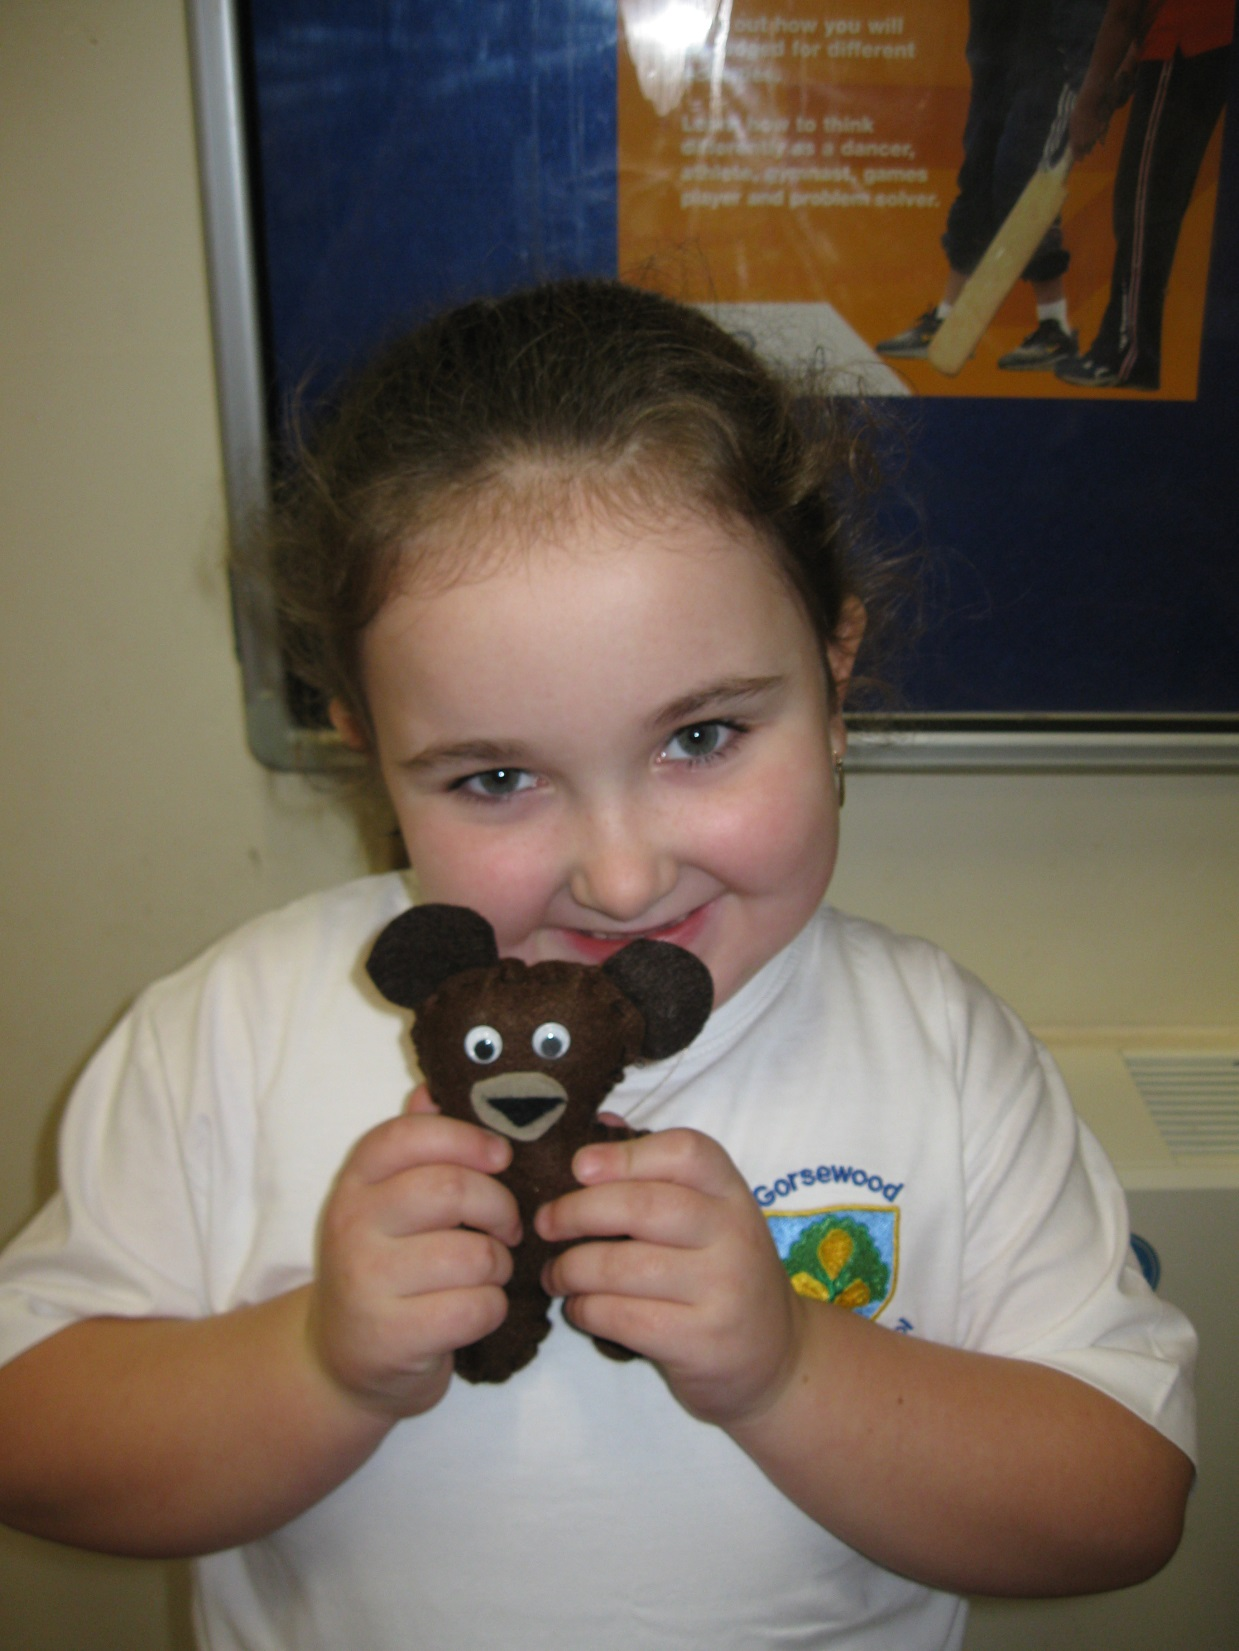 out how you will
for different
Learn how to think
differently as a dancer,
athlete, gymnast, games
player and problem solver.
Gorsewood